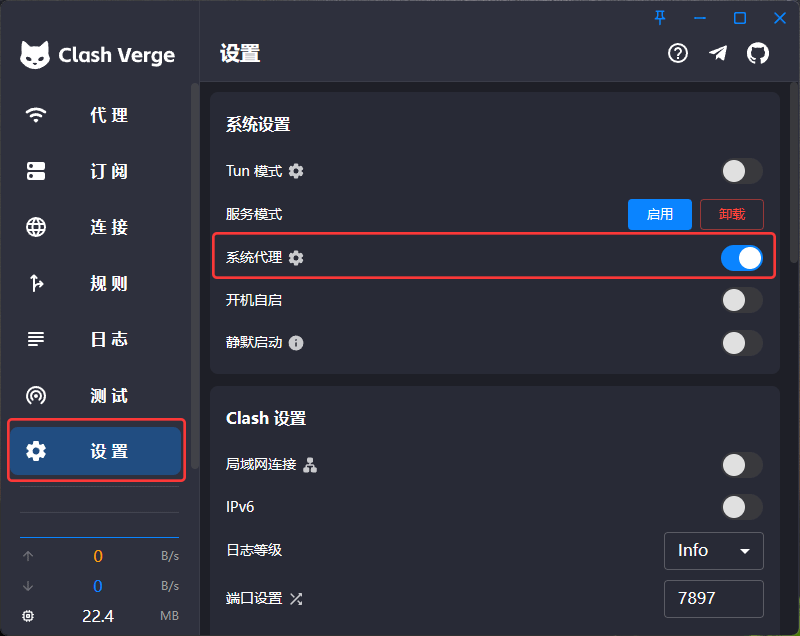 Clash Verge
代理
订阅
连接
规则
日志
测试
设置
0 B/s
0 B/s
22.4 MB
设置
系统设置
Tun 模式
服务模式 启用 卸载
系统代理
开机自启
静默启动
Clash 设置
局域网连接
IPv6
日志等级 Info
端口设置 7897